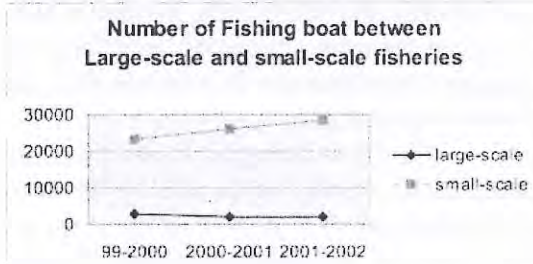 Number of Fishing boat between
Large-scale and small-scale fisheries
30000
20000
10000
0
99-2000 2000-2001 2001-2002
large-scale
small-scale